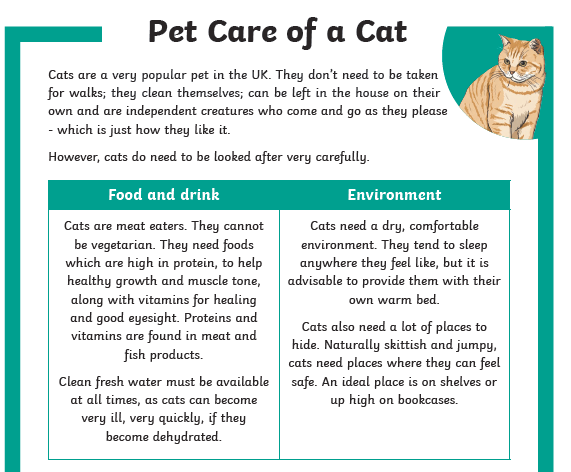 Pet Care of a Cat
Cats are a very popular pet in the UK. They don't need to be taken
for walks; they clean themselves; can be left in the house on their
own and are independent creatures who come and go as they please
- which is just how they like it.
However, cats do need to be looked after very carefully.
Food and drink
Cats are meat eaters. They cannot
be vegetarian. They need foods
which are high in protein, to help
healthy growth and muscle tone,
along with vitamins for healing
and good eyesight. Proteins and
vitamins are found in meat and
fish products.
Clean fresh water must be available
at all times, as cats can become
very ill, very quickly, if they
become dehydrated.
Environment
Cats need a dry, comfortable
environment. They tend to sleep
anywhere they feel like, but it is
advisable to provide them with their
own warm bed.
Cats also need a lot of places to
hide. Naturally skittish and jumpy,
cats need places where they can feel
safe. An ideal place is on shelves or
up high on bookcases.